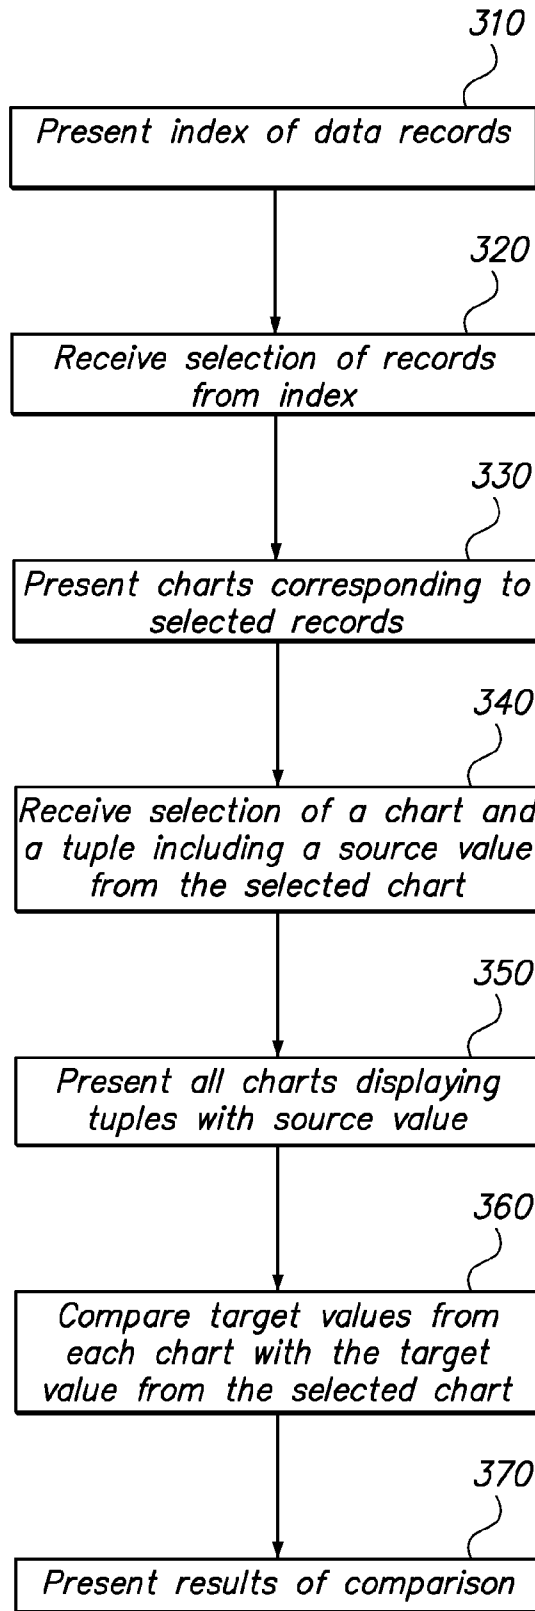 310
Present index of data records
320
Receive selection of records
from index
330
Present charts corresponding to
selected records
340
Receive selection of a chart and
a tuple including a source value
from the selected chart
350
Present all charts displaying
tuples with source value
360
Compare target values from
each chart with the target
value from the selected chart
370
Present results of comparison